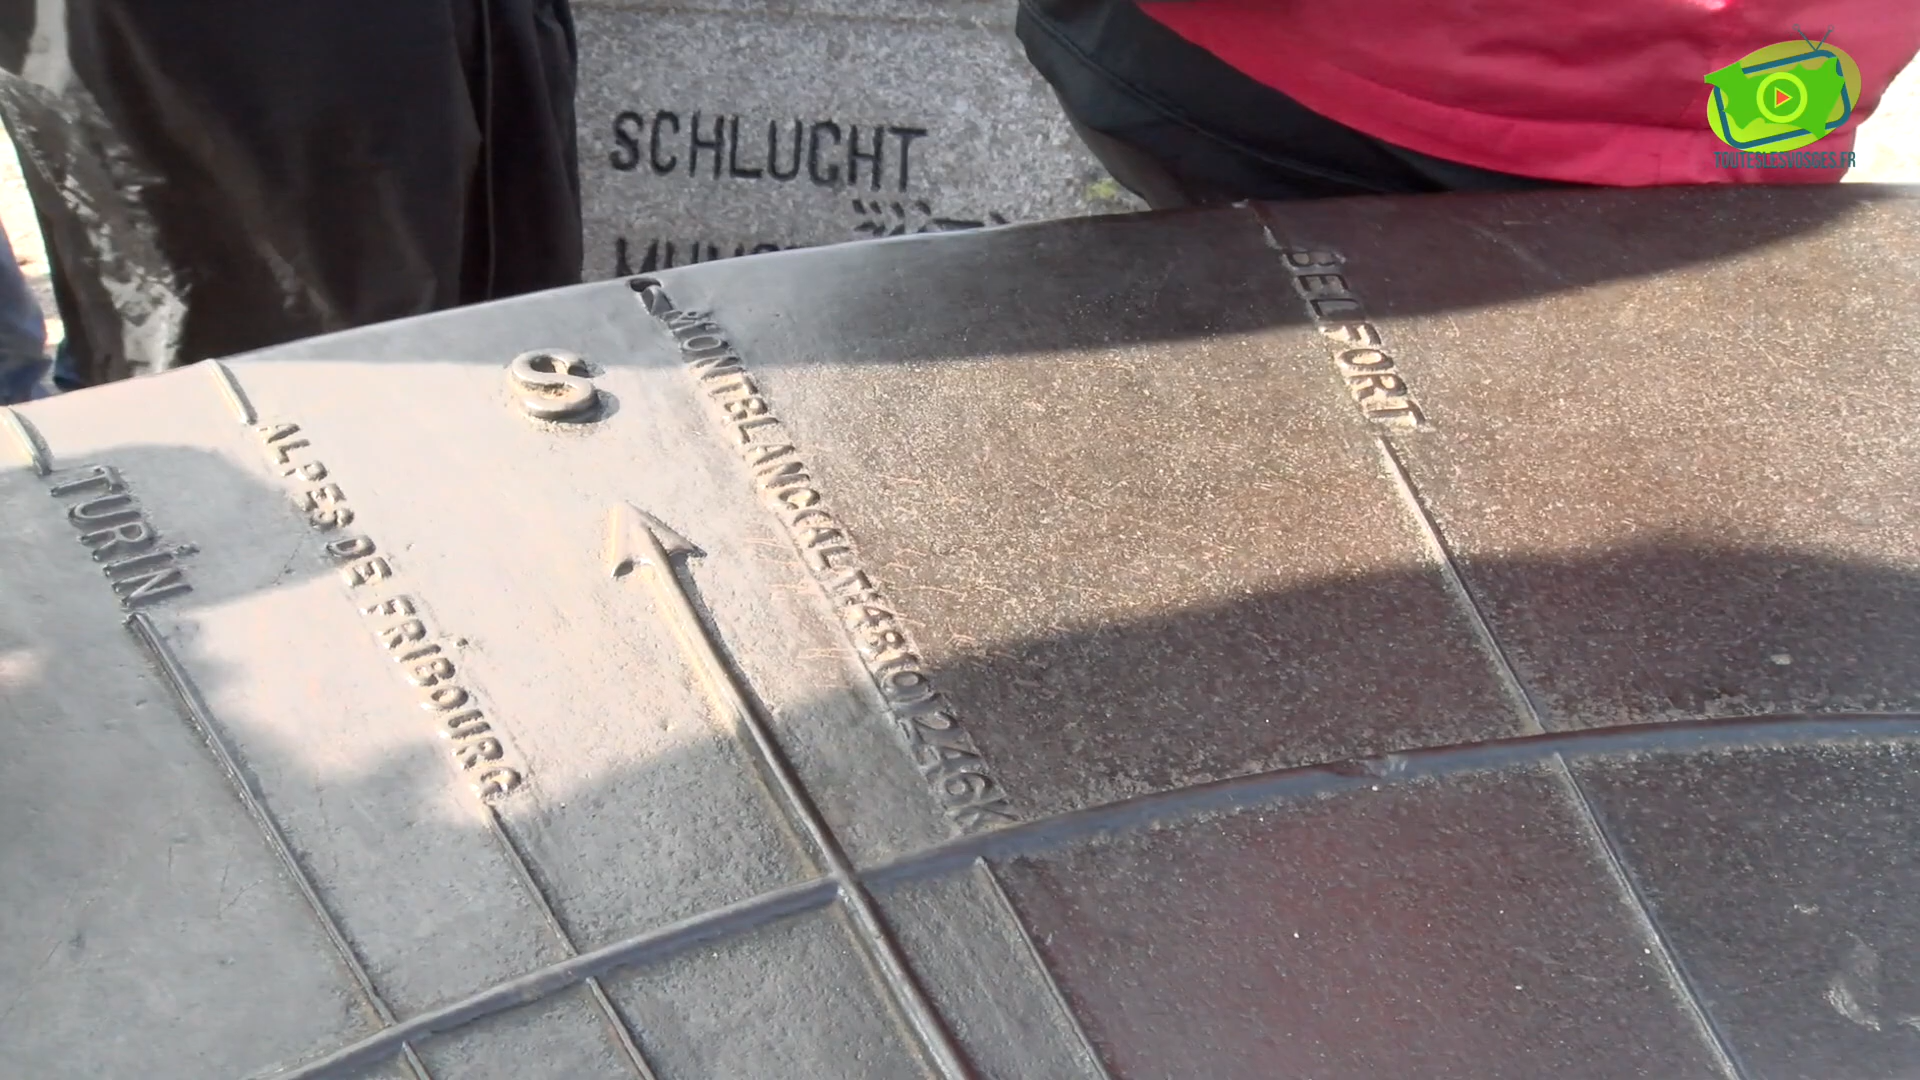 SCHLUCHT
TOUTESLESVOSGES.FR
TURIN
ALPES DE FRIBOURG
S
MONT BLANC (ALT:4810) 246K
BELFORT